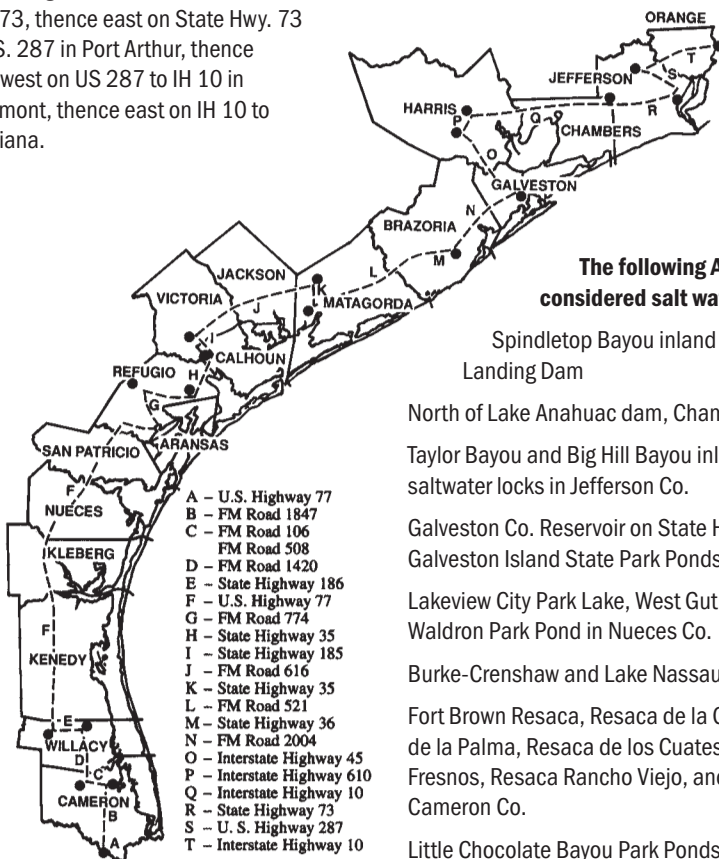 73, thence east on State Hwy. 73
S. 287 in Port Arthur, thence
west on US 287 to IH 10 in
mont, thence east on IH 10 to
iana.
ORANGE
T
S
JEFFERSON
R
HARRIS
P
Q
CHAMBERS
O
GALVESTON
N
BRAZORIA
M
L
JACKSON
K
MATAGORDA
VICTORIA
J
I
CALHOUN
REFUGIO
H
G
ARANSAS
SAN PATRICIO
F
NUECES
KLEBERG
F
KENEDY
E
WILLACY
D
C
CAMERON
B
A
A – U.S. Highway 77
B – FM Road 1847
C – FM Road 106
FM Road 508
D – FM Road 1420
E – State Highway 186
F – U.S. Highway 77
G – FM Road 774
H – State Highway 35
I – State Highway 185
J – FM Road 616
K – State Highway 35
L – FM Road 521
M – State Highway 36
N – FM Road 2004
O – Interstate Highway 45
P – Interstate Highway 610
Q – Interstate Highway 10
R – State Highway 73
S – U. S. Highway 287
T – Interstate Highway 10
The following A
considered salt wa
Spindletop Bayou inland
Landing Dam
North of Lake Anahuac dam, Cham
Taylor Bayou and Big Hill Bayou inl
saltwater locks in Jefferson Co.
Galveston Co. Reservoir on State H
Galveston Island State Park Ponds
Lakeview City Park Lake, West Gut
Waldron Park Pond in Nueces Co.
Burke-Crenshaw and Lake Nassau
Fort Brown Resaca, Resaca de la
de la Palma, Resaca de los Cuates
Fresnos, Resaca Rancho Viejo, and
Cameron Co.
Little Chocolate Bayou Park Ponds